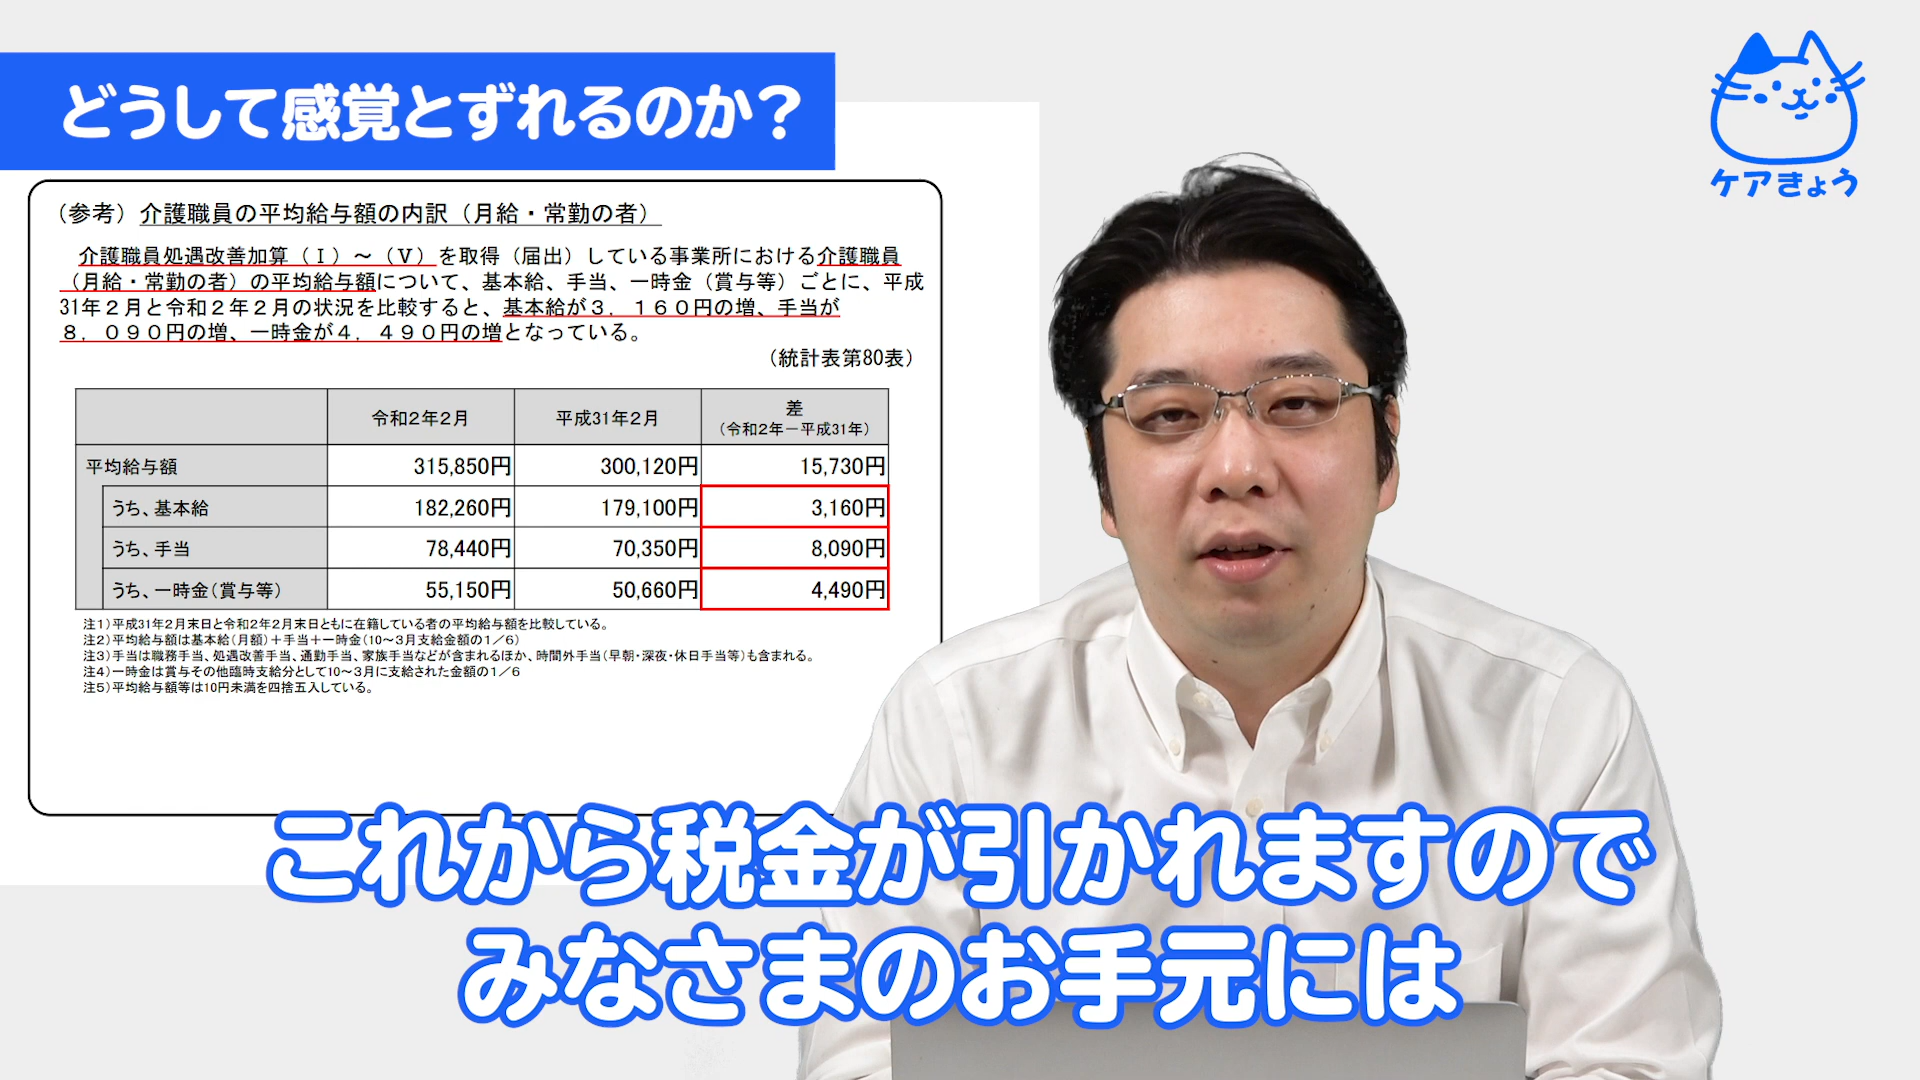 どうして感覚とずれるのか？
ケアきょう
（参考）介護職員の平均給与額の内訳（月給・常勤の者）
介護職員処遇改善加算（Ⅰ）～（Ⅴ）を取得（届出）している事業所における介護職員
（月給・常勤の者）の平均給与額について、基本給、手当、一時金（賞与等）ごとに、平成
31年２月と令和２年２月の状況を比較すると、基本給が３，１６０円の増、手当が
８，０９０円の増、一時金が４，４９０円の増となっている。
（統計表第80表）
令和2年2月 平成31年2月 差
（令和2年－平成31年）
平均給与額 315,850円 300,120円 15,730円
うち、基本給 182,260円 179,100円 3,160円
うち、手当 78,440円 70,350円 8,090円
うち、一時金（賞与等） 55,150円 50,660円 4,490円
注1）平成31年2月末日と令和2年2月末日ともに在籍している者の平均給与額を比較している。
注2）平均給与額は基本給（月額）＋手当＋一時金（10～3月支給金額の1／6）
注3）手当は職務手当、処遇改善手当、通勤手当、家族手当などが含まれるほか、時間外手当（早朝・深夜・休日手当等）も含まれる。
注4）一時金は賞与その他臨時支給分として10～3月に支給された金額の1／6
注5）平均給与額等は10円未満を四捨五入している。
これから税金が引かれますので
みなさまのお手元には